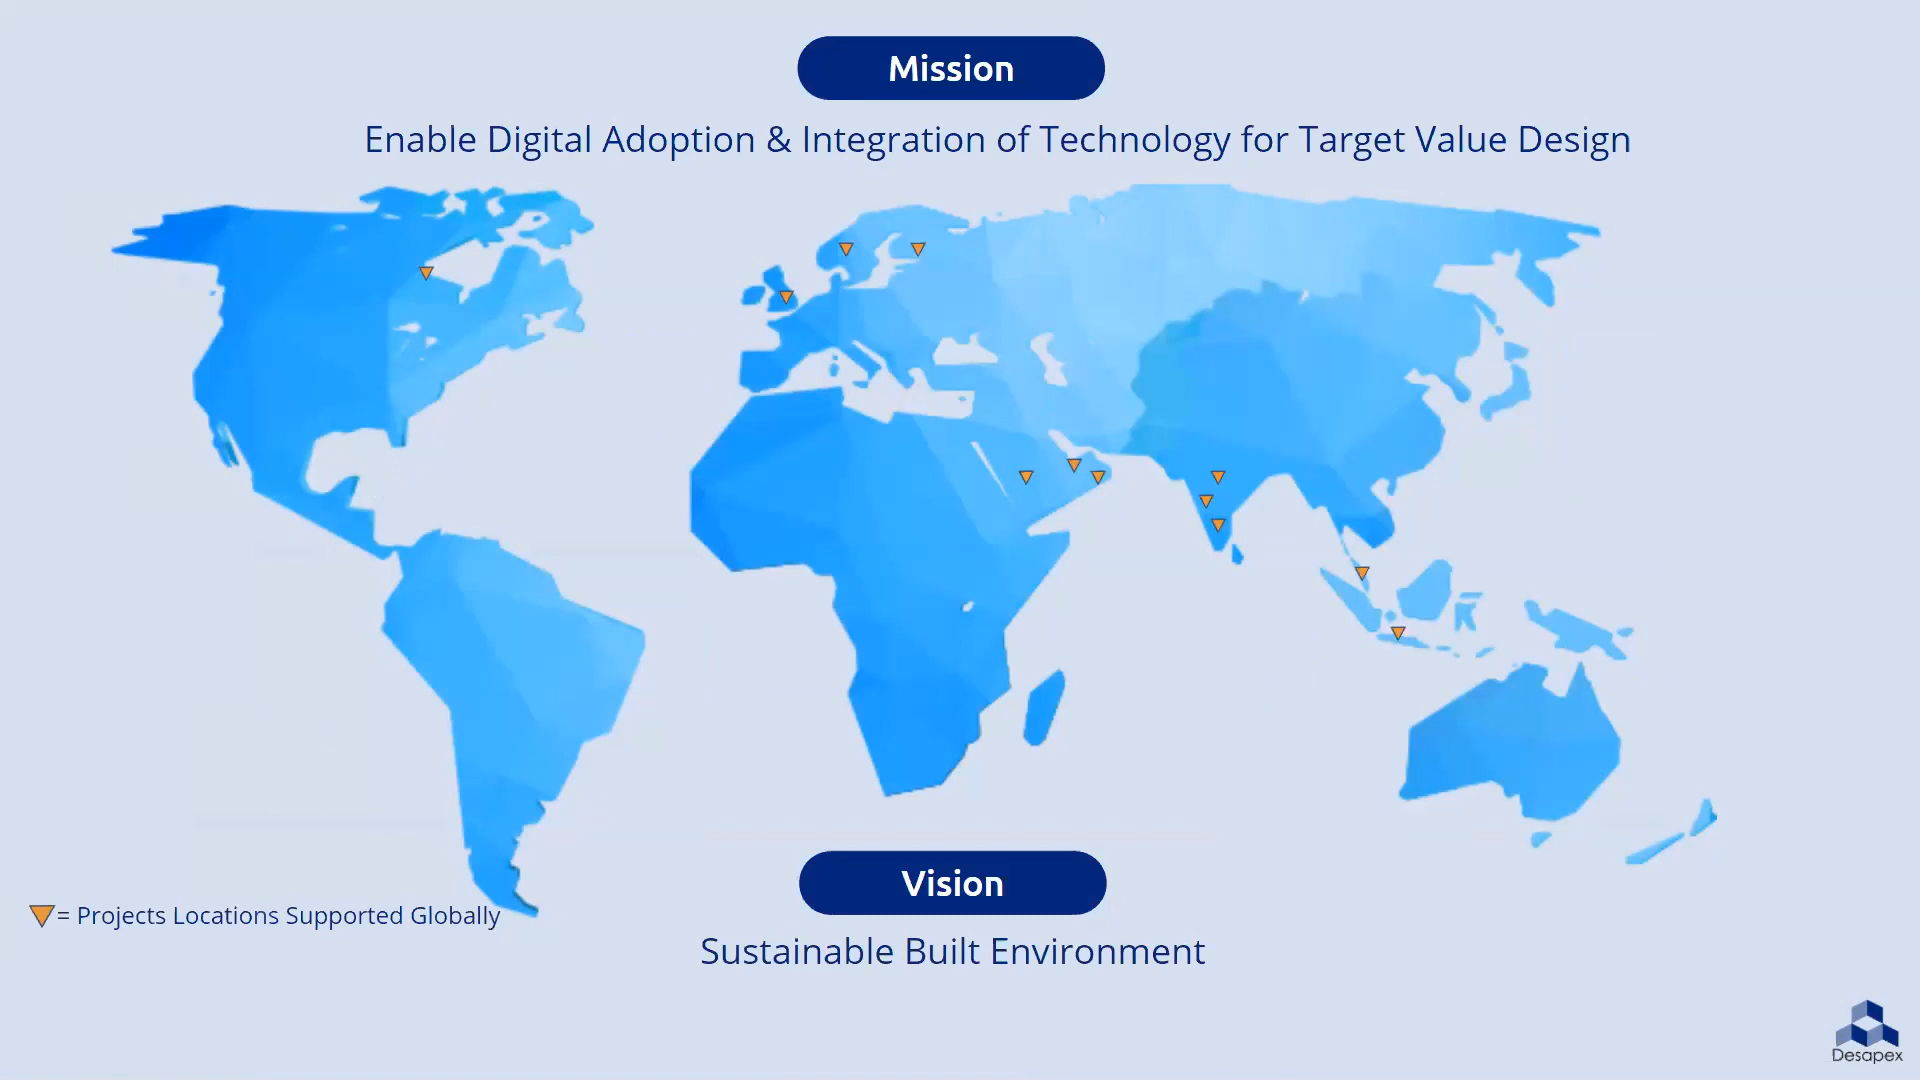 Mission
Enable Digital Adoption & Integration of Technology for Target Value Design
Vision
= Projects Locations Supported Globally
Sustainable Built Environment
Desapex